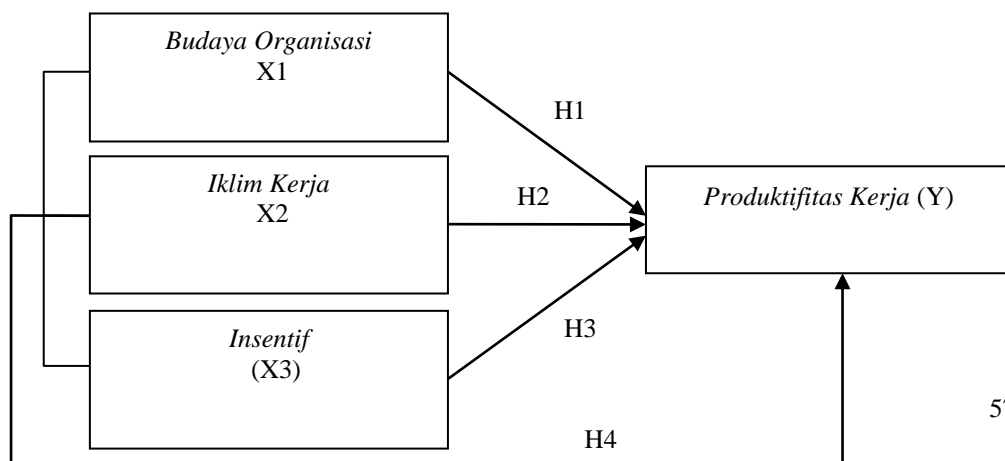 Budaya Organisasi
X1
H1
Iklim Kerja
X2
H2
Produktifitas Kerja (Y)
Insentif
(X3)
H3
H4